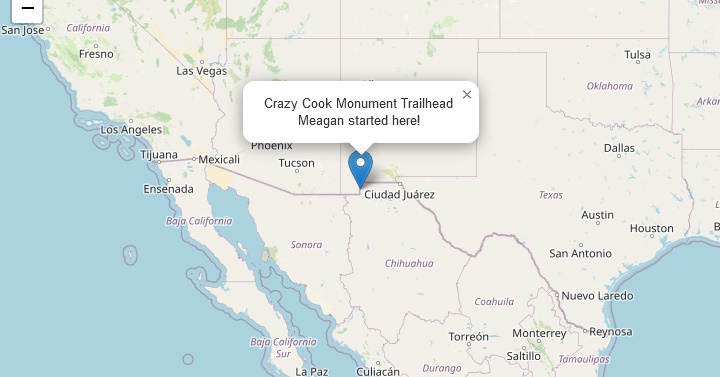 −
San Jose
California
Fresno
Las Vegas
Tulsa
Oklahoma
×
Crazy Cook Monument Trailhead
Meagan started here!
Los Angeles
Phoenix
Dallas
Tijuana
Mexicali
Tucson
Ensenada
Ciudad Juárez
Texas
Baja California
Austin
Houston
Sonora
San Antonio
Chihuahua
Coahuila
Nuevo Laredo
Torreón
Monterrey
Reynosa
Baja California
Sur
Saltillo
Tamaulipas
La Paz
Culiacán
Durango